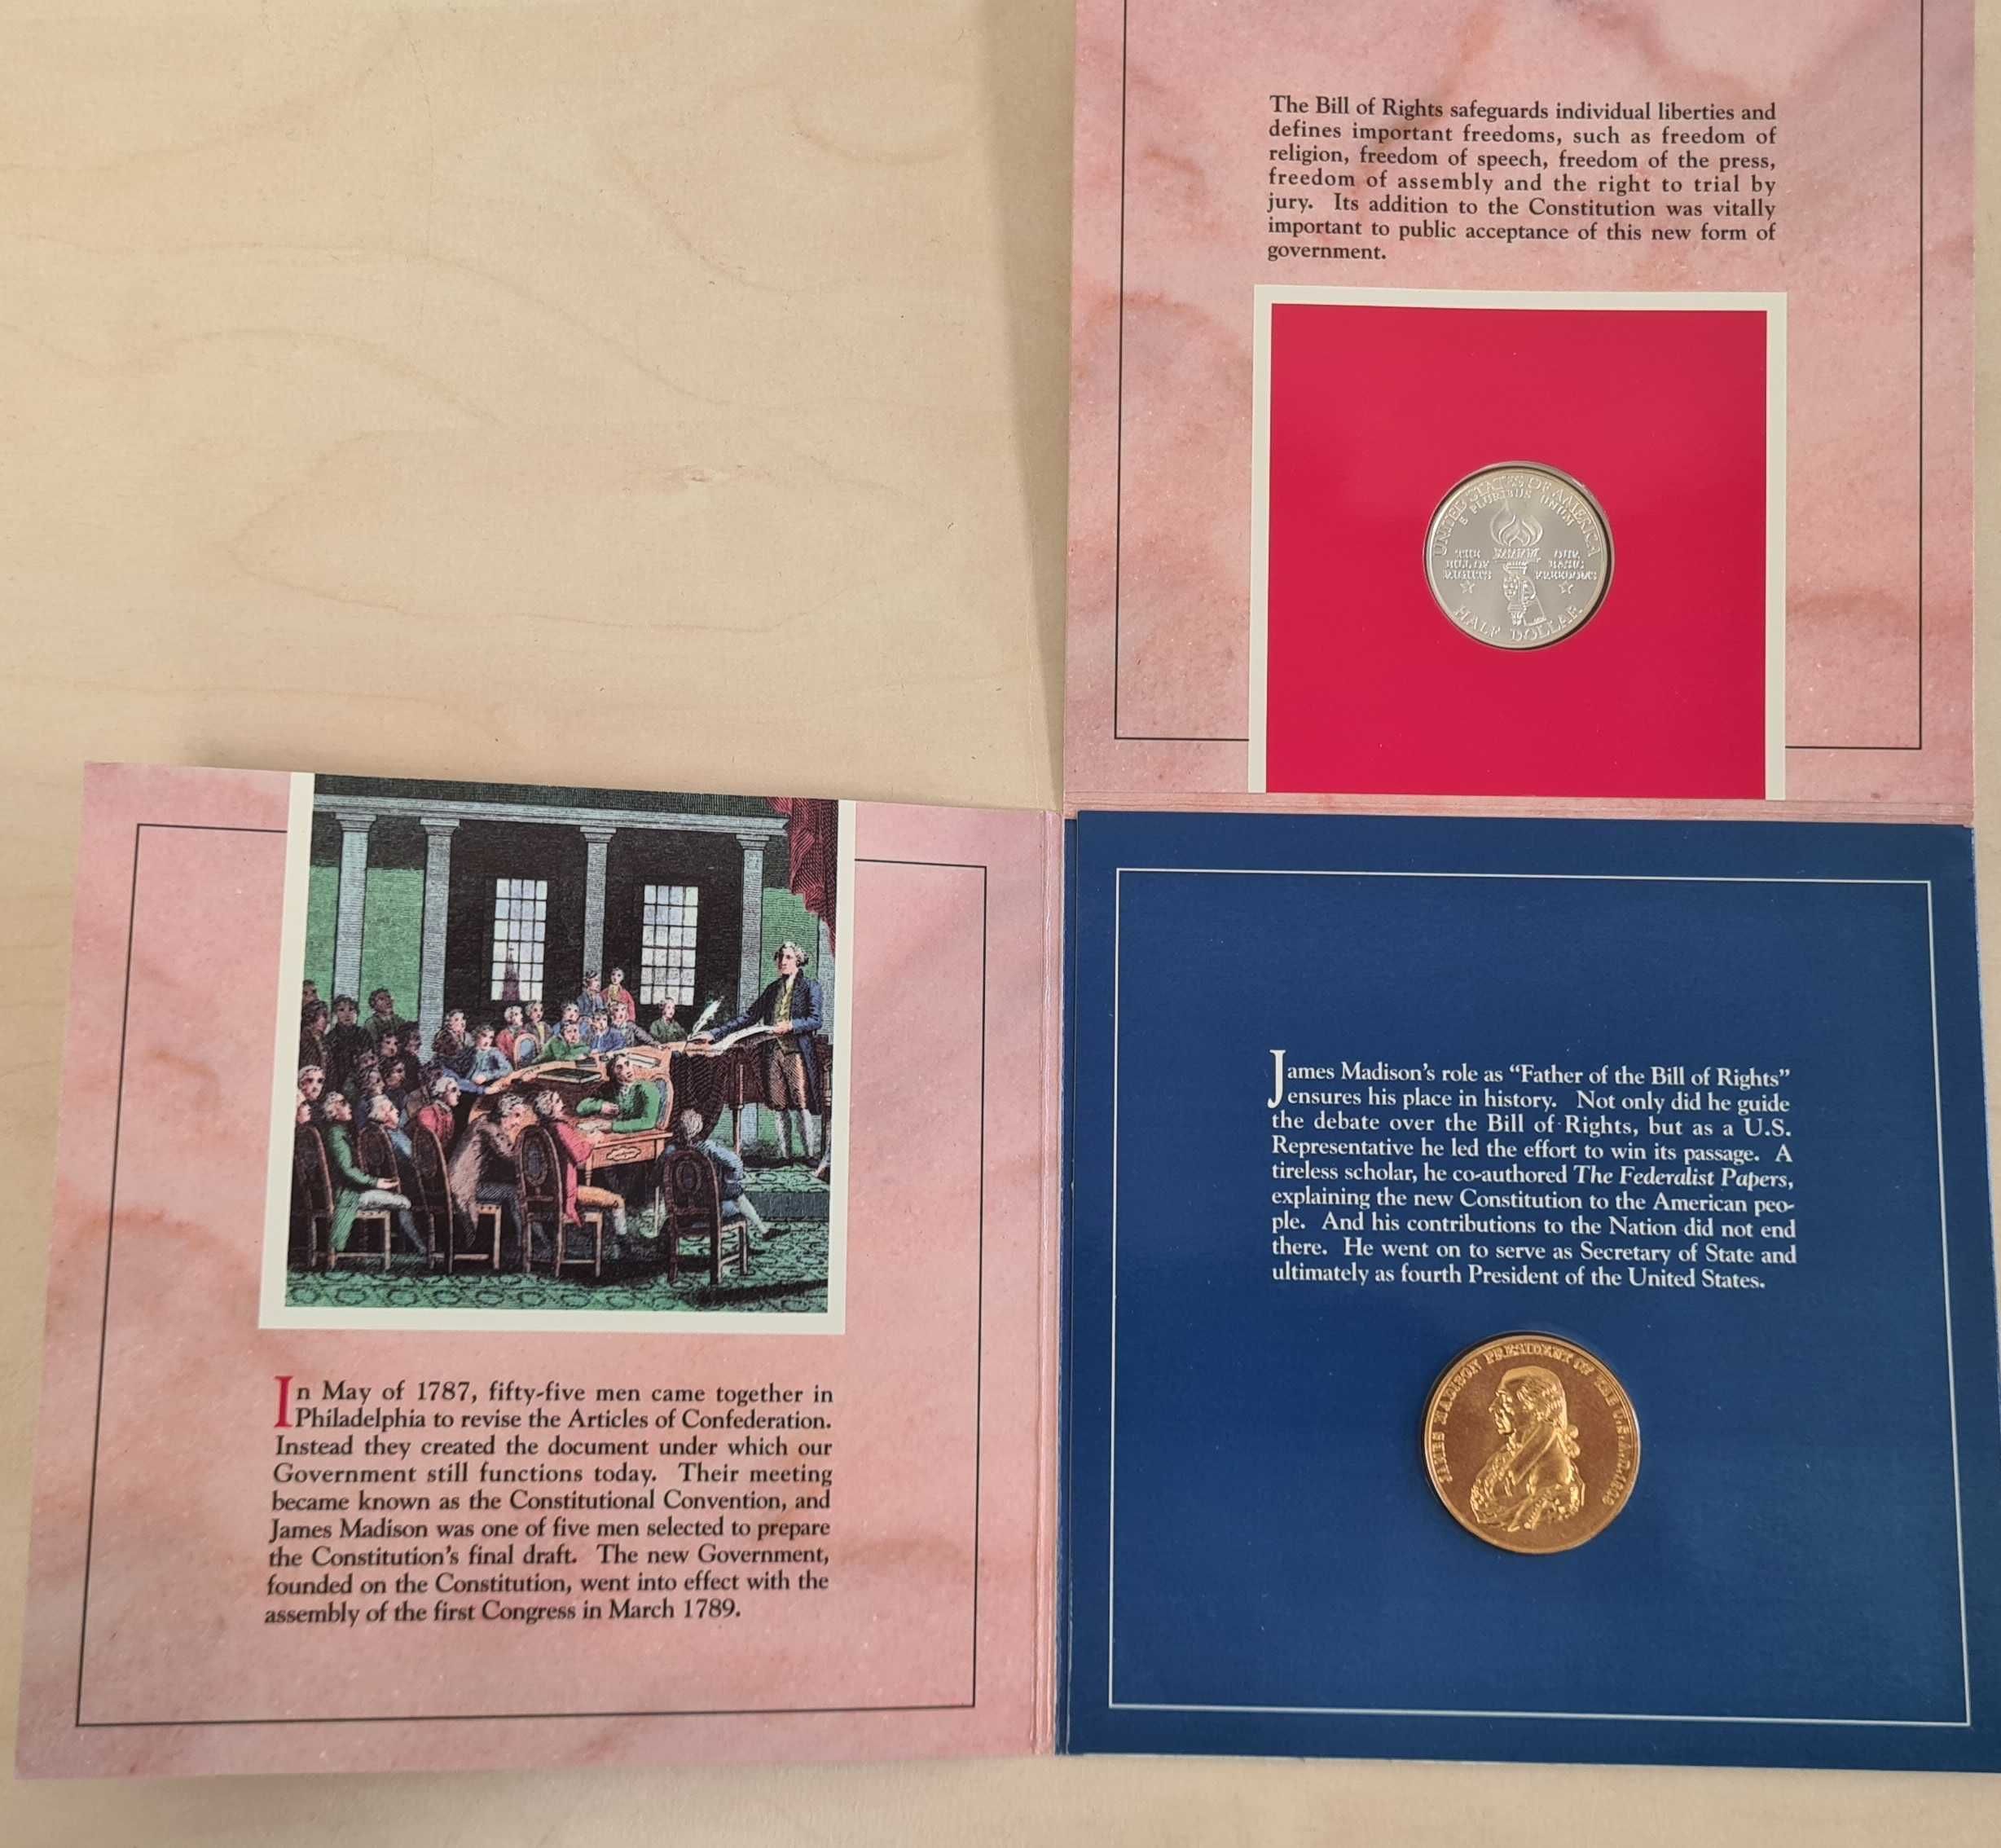 The Bill of Rights safeguards individual liberties and
defines important freedoms, such as freedom of
religion, freedom of speech, freedom of the press,
freedom of assembly and the right to trial by
jury. Its addition to the Constitution was vitally
important to public acceptance of this new form of
government.
UNITED STATES OF AMERICA
E PLURIBUS UNUM
THE
BILL OF
RIGHTS
OUR
BASIC
FREEDOMS
HALF DOLLAR
In May of 1787, fifty-five men came together in
Philadelphia to revise the Articles of Confederation.
Instead they created the document under which our
Government still functions today. Their meeting
became known as the Constitutional Convention, and
James Madison was one of five men selected to prepare
the Constitution's final draft. The new Government,
founded on the Constitution, went into effect with the
assembly of the first Congress in March 1789.
James Madison's role as “Father of the Bill of Rights”
ensures his place in history. Not only did he guide
the debate over the Bill of Rights, but as a U.S.
Representative he led the effort to win its passage. A
tireless scholar, he co-authored The Federalist Papers,
explaining the new Constitution to the American peo-
ple. And his contributions to the Nation did not end
there. He went on to serve as Secretary of State and
ultimately as fourth President of the United States.
JAMES MADISON PRESIDENT OF THE U.S. A.D. 1809